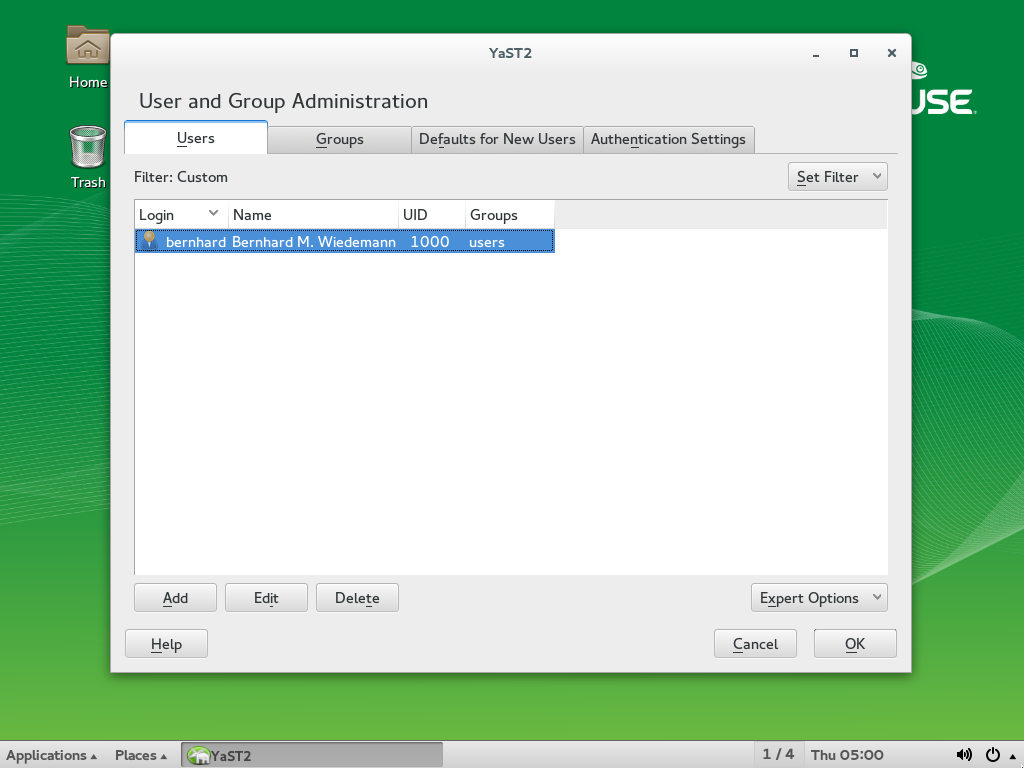 YaST2
Home
User and Group Administration
USE
Users
Groups
Defaults for New Users
Authentication Settings
Trash
Filter: Custom
Set Filter
Login
Name
UID
Groups
bernhard
Bernhard M. Wiedemann
1000
users
Add
Edit
Delete
Expert Options
Help
Cancel
OK
Applications
Places
YaST2
1 / 4
Thu 05:00